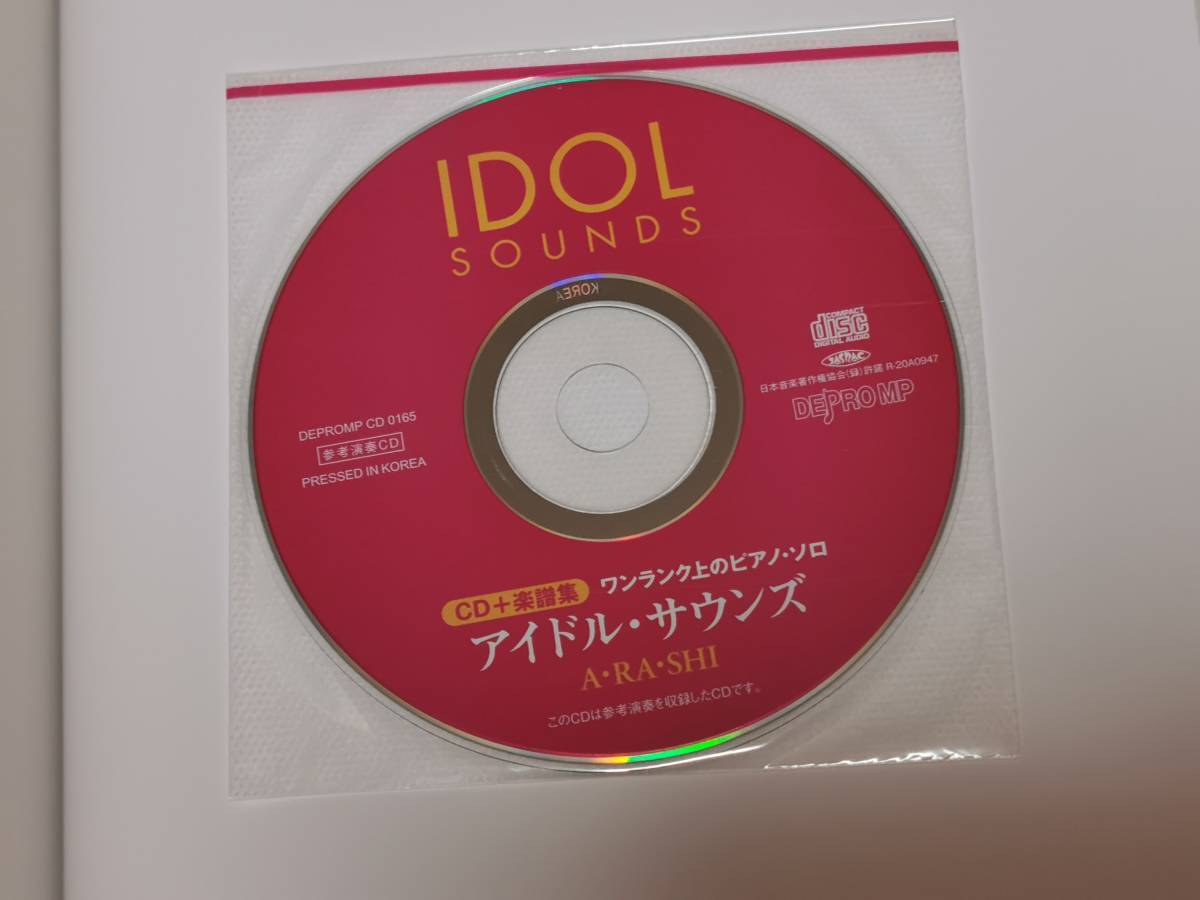 IDOL
SOUNDS
KOREA
COMPACT
disc
DIGITAL AUDIO
JASRAC
日本音楽著作権協会(録)許諾 R-20A0947
DEPRO MP
DEPROMP CD 0165
参考演奏CD
PRESSED IN KOREA
CD+楽譜集 ワンランク上のピアノ・ソロ
アイドル・サウンズ
A・RA・SHI
このCDは参考演奏を収録したCDです。